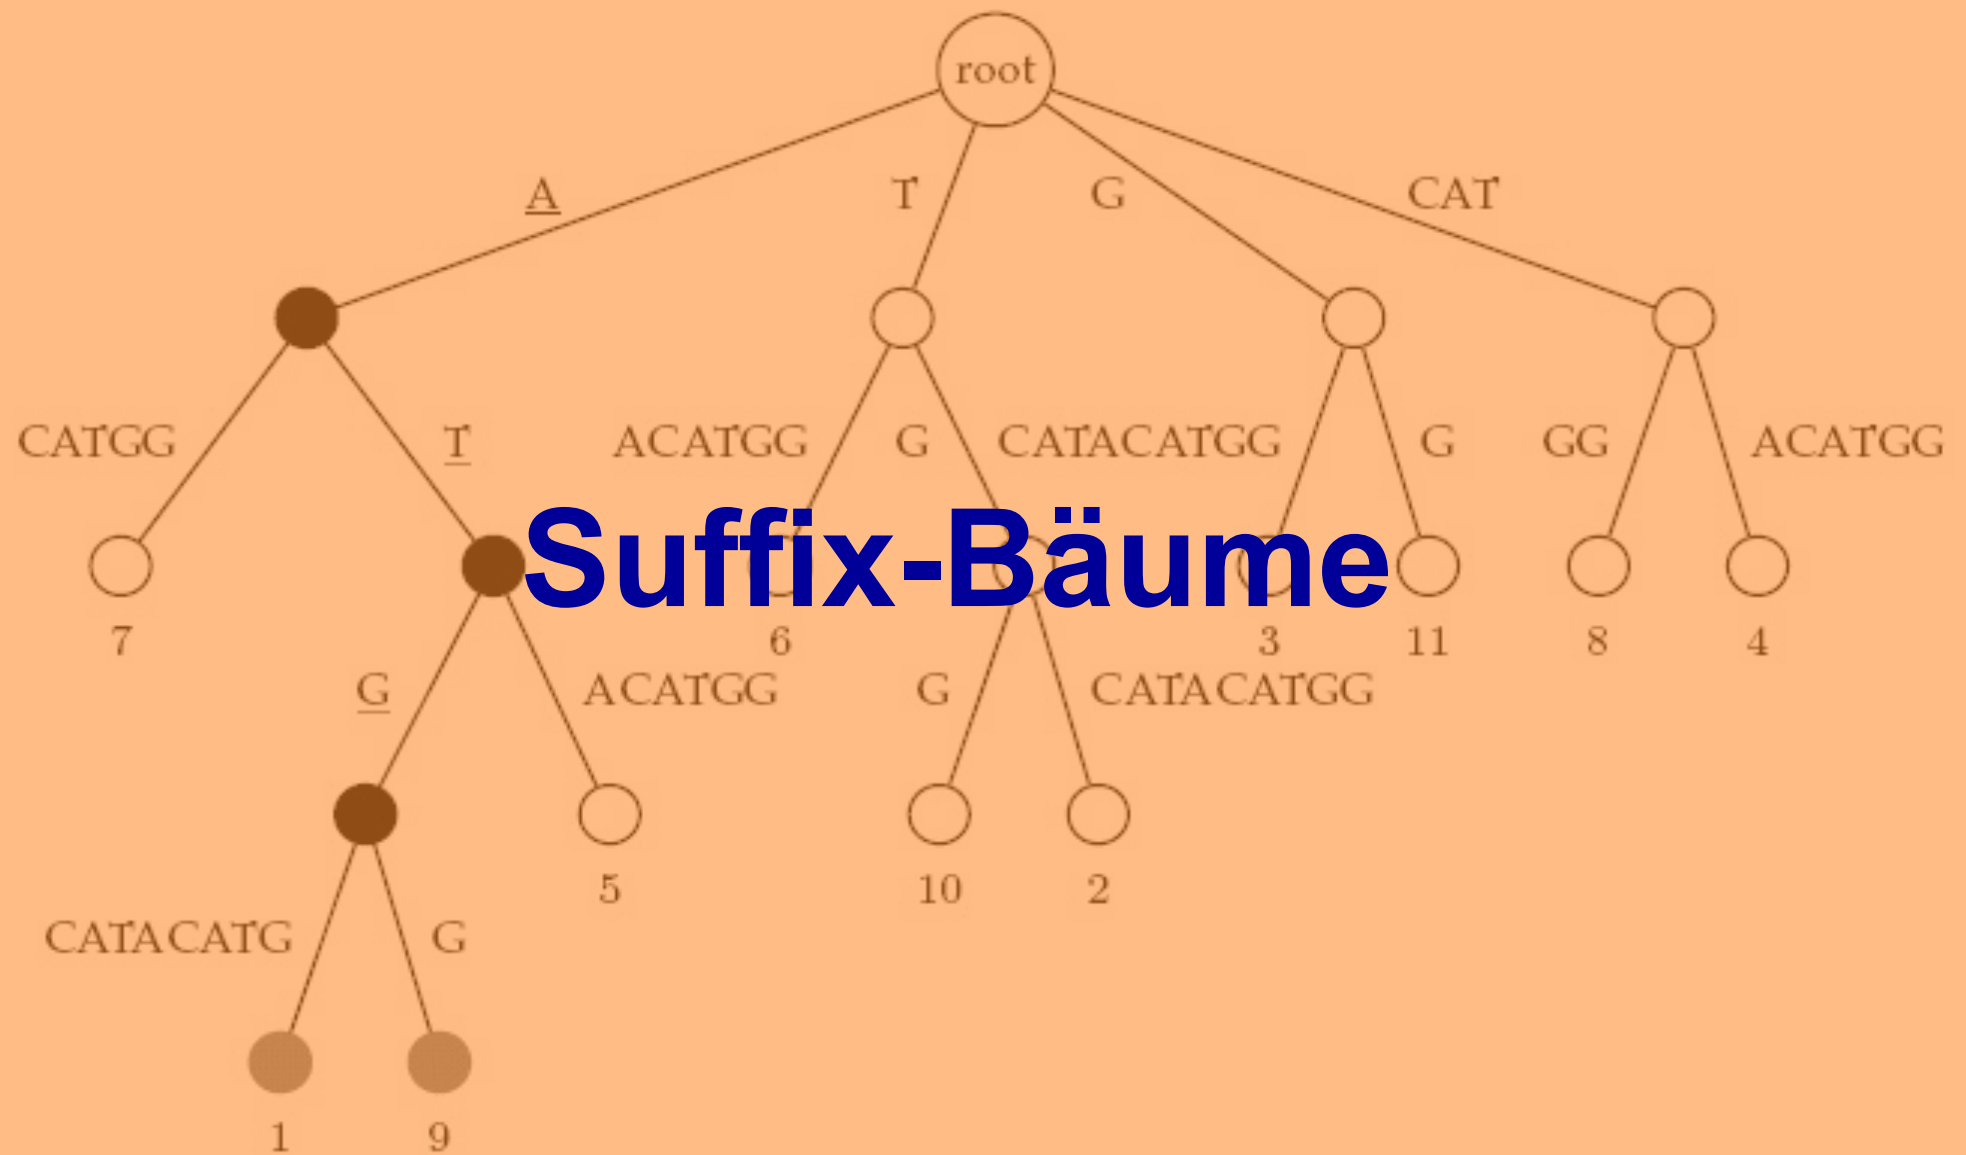 root
A T G CAT
CATGG T ACATGG G CATACATGG G GG ACATGG
Suffix-Bäume
7 6 3 11 8 4
G ACATGG G CATACATGG
5 10 2
CATACATG G
1 9